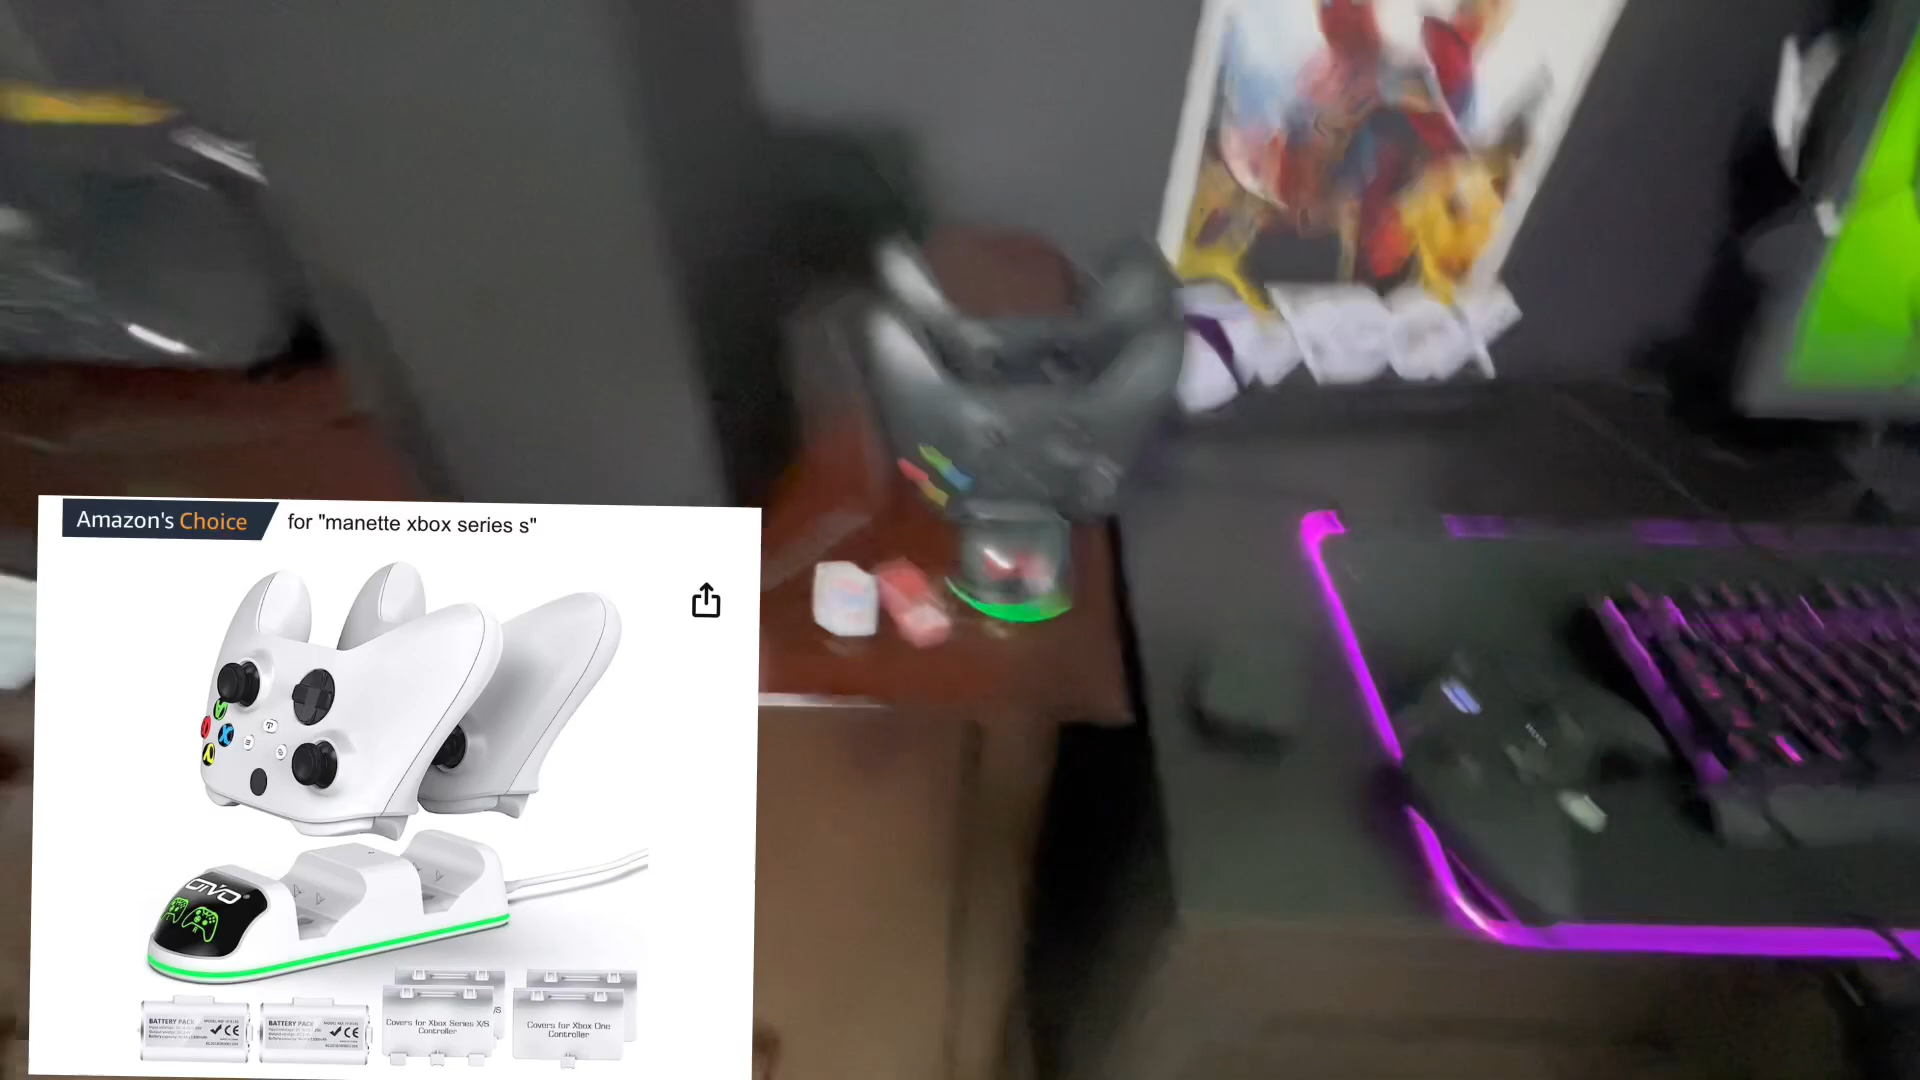 Amazon's Choice for "manette xbox series s"
OIVO
BATTERY PACK
BATTERY PACK
/S
Covers for Xbox Series X/S
Controller
Covers for Xbox One
Controller